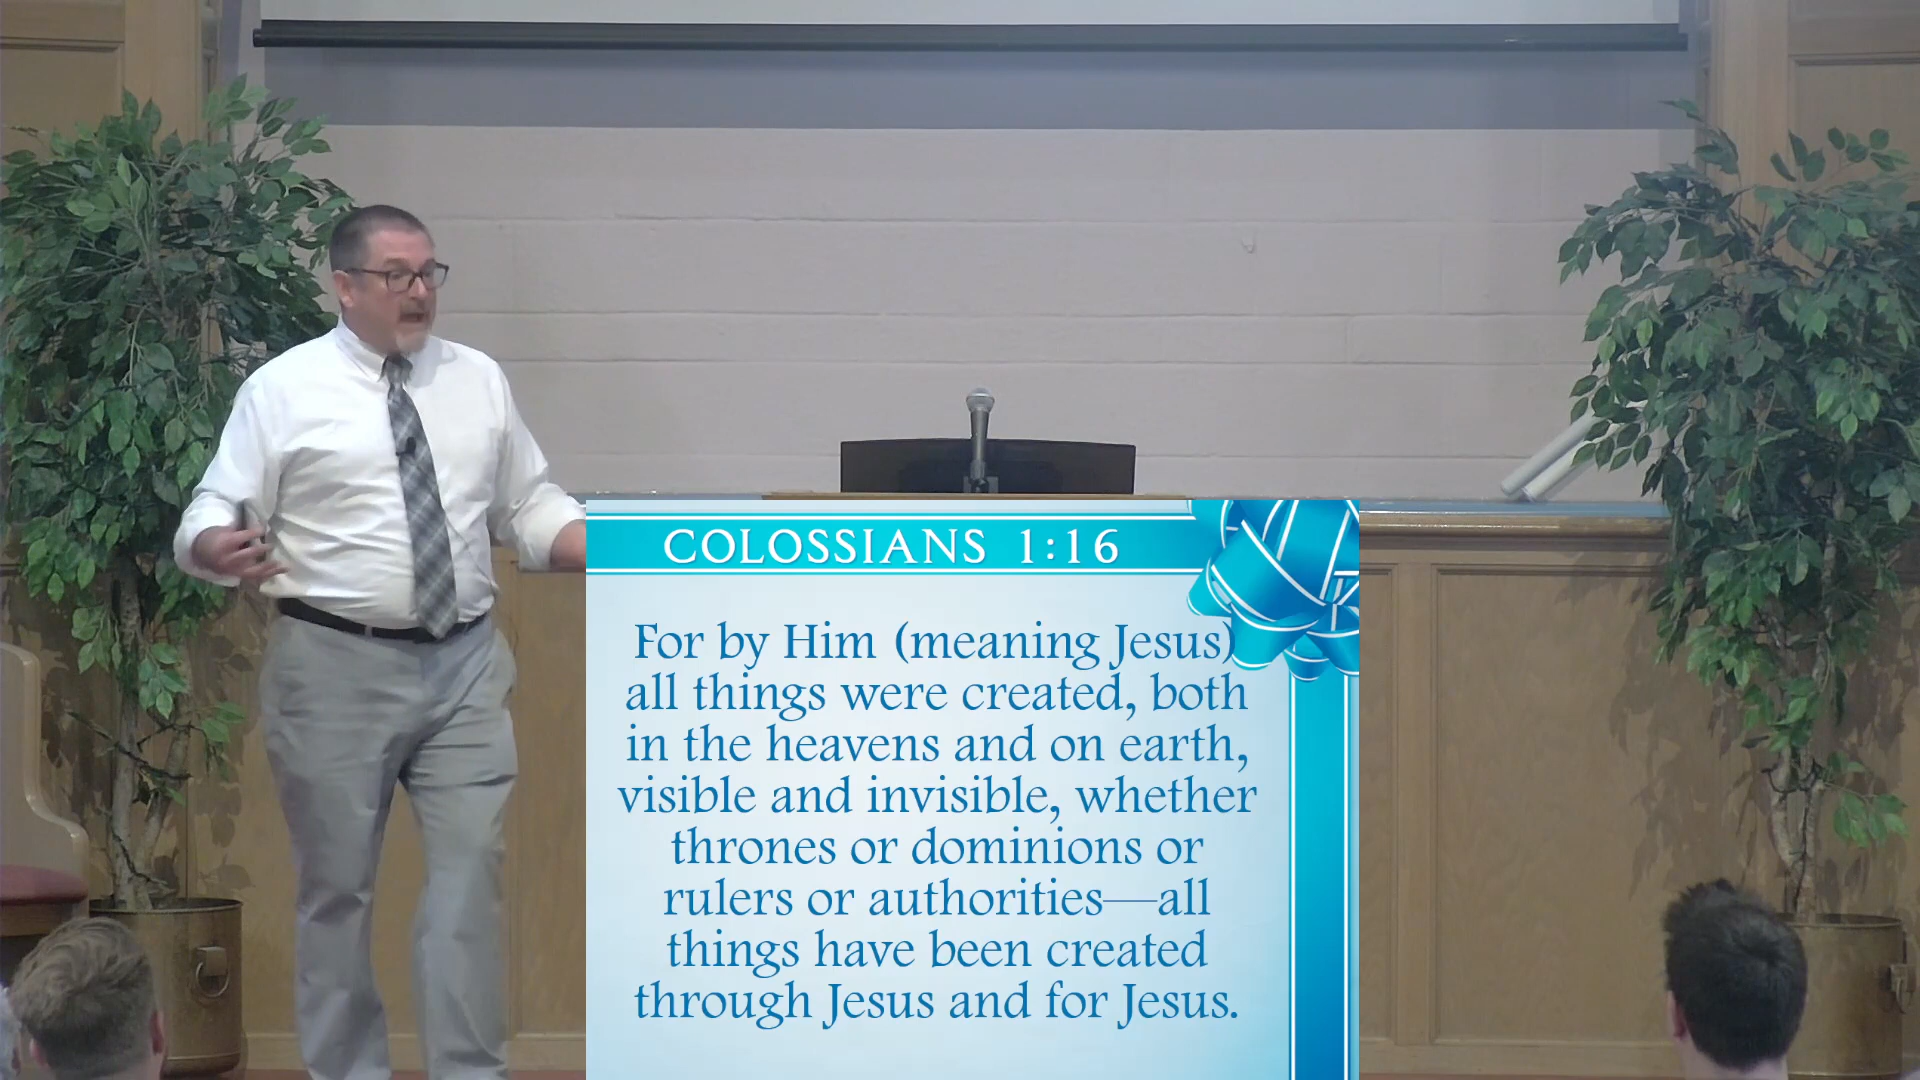 COLOSSIANS 1:16
For by Him (meaning Jesus)
all things were created, both
in the heavens and on earth,
visible and invisible, whether
thrones or dominions or
rulers or authorities—all
things have been created
through Jesus and for Jesus.